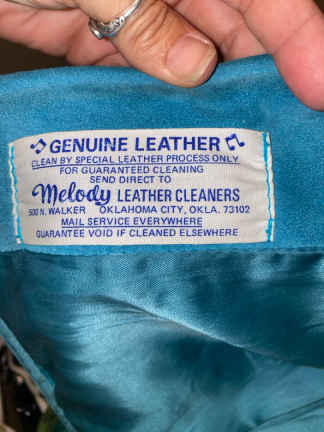 GENUINE LEATHER
CLEAN BY SPECIAL LEATHER PROCESS ONLY
FOR GUARANTEED CLEANING
SEND DIRECT TO
Melody LEATHER CLEANERS
500 N. WALKER OKLAHOMA CITY, OKLA. 73102
MAIL SERVICE EVERYWHERE
GUARANTEE VOID IF CLEANED ELSEWHERE